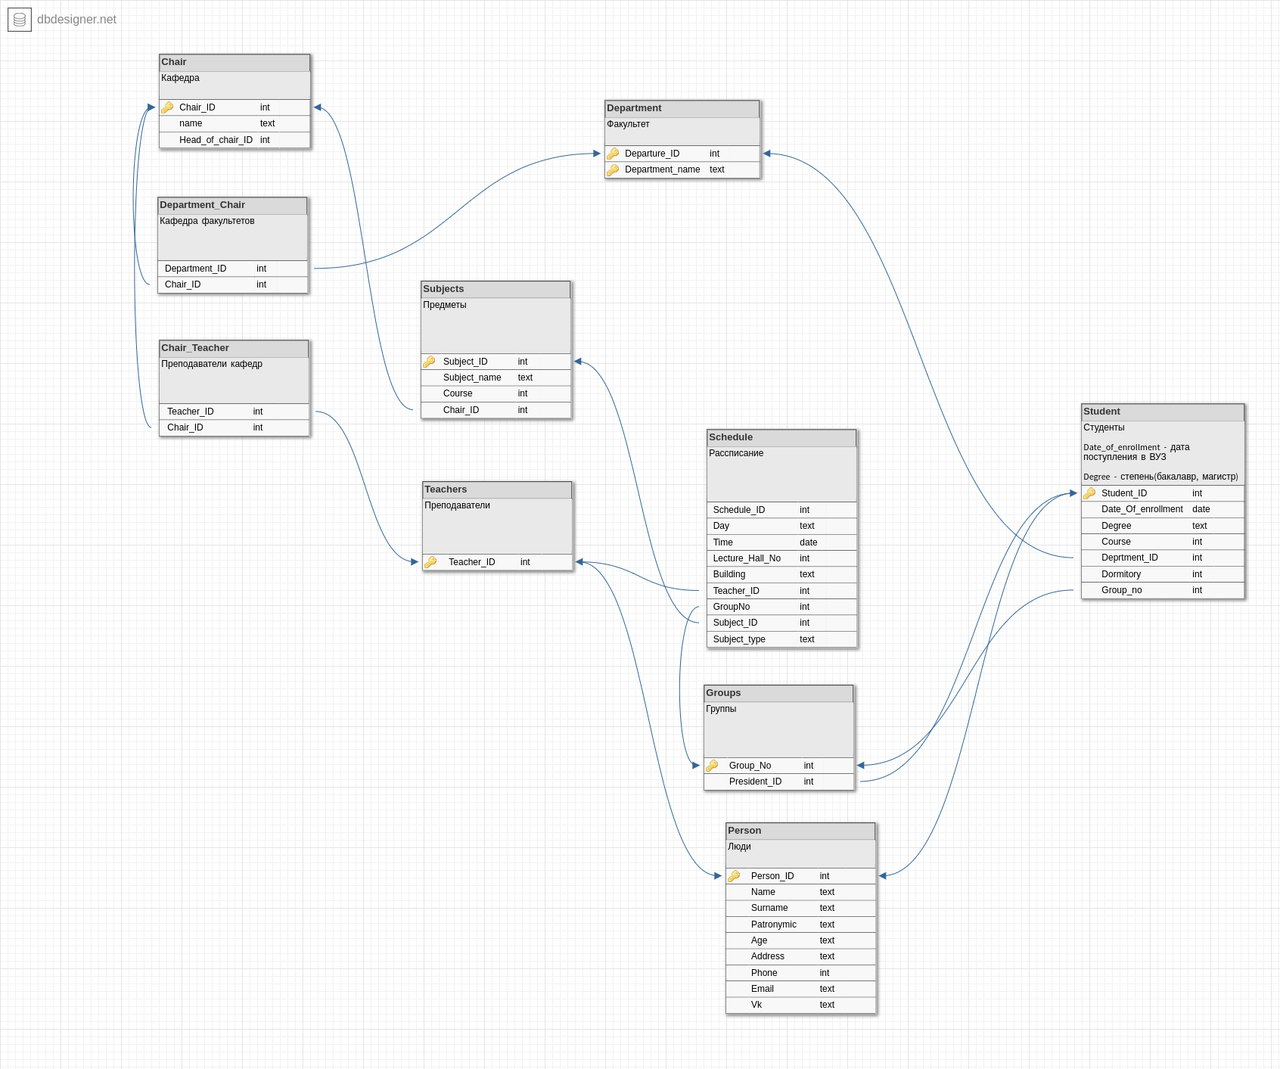 dbdesigner.net
Chair
Кафедра
Chair_ID int
name text
Head_of_chair_ID int
Department_Chair
Кафедра факультетов
Department_ID int
Chair_ID int
Chair_Teacher
Преподаватели кафедр
Teacher_ID int
Chair_ID int
Subjects
Предметы
Subject_ID int
Subject_name text
Course int
Chair_ID int
Teachers
Преподаватели
Teacher_ID int
Department
Факультет
Departure_ID int
Department_name text
Schedule
Рассписание
Schedule_ID int
Day text
Time date
Lecture_Hall_No int
Building text
Teacher_ID int
GroupNo int
Subject_ID int
Subject_type text
Groups
Группы
Group_No int
President_ID int
Person
Люди
Person_ID int
Name text
Surname text
Patronymic text
Age text
Address text
Phone int
Email text
Vk text
Student
Студенты
Date_of_enrollment - дата
поступления в ВУЗ
Degree - степень(бакалавр, магистр)
Student_ID int
Date_Of_enrollment date
Degree text
Course int
Deprtment_ID int
Dormitory int
Group_no int